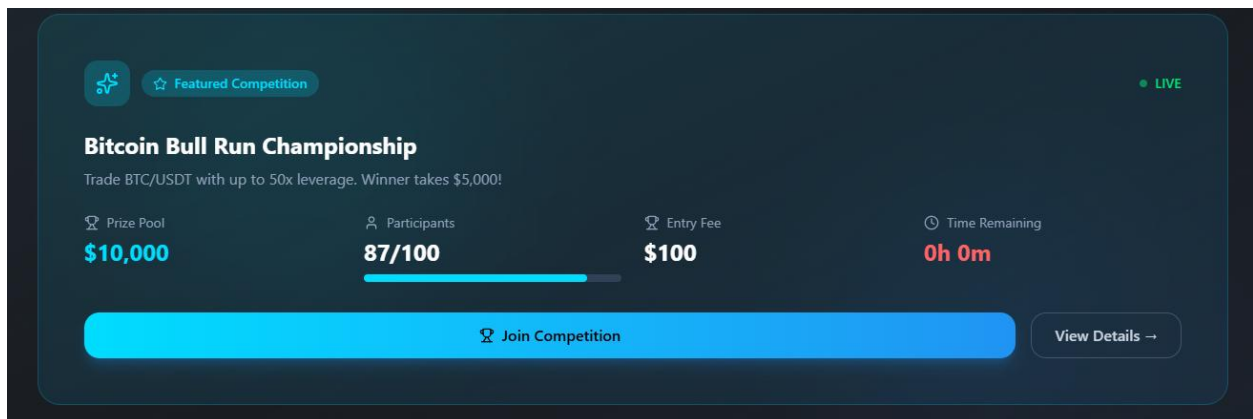 Featured Competition
LIVE
Bitcoin Bull Run Championship
Trade BTC/USDT with up to 50x leverage. Winner takes $5,000!
Prize Pool
$10,000
Participants
87/100
Entry Fee
$100
Time Remaining
0h 0m
Join Competition
View Details →